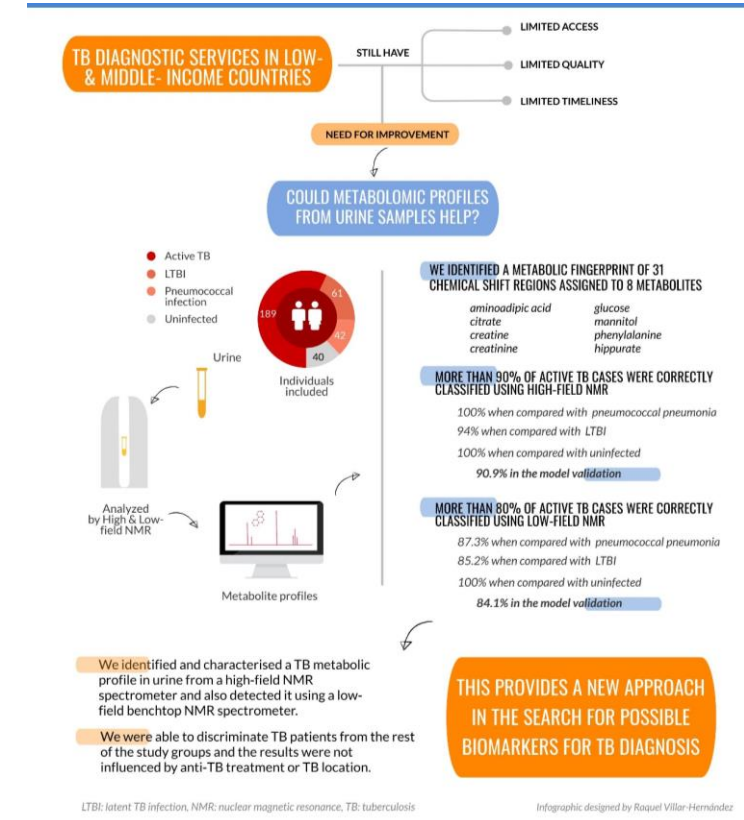 TB DIAGNOSTIC SERVICES IN LOW-
& MIDDLE- INCOME COUNTRIES
STILL HAVE
LIMITED ACCESS
LIMITED QUALITY
LIMITED TIMELINESS
NEED FOR IMPROVEMENT
COULD METABOLOMIC PROFILES
FROM URINE SAMPLES HELP?
Active TB
LTBI
Pneumococcal
infection
Uninfected
189
61
42
40
Individuals
included
Urine
Analyzed
by High & Low-
field NMR
Metabolite profiles
WE IDENTIFIED A METABOLIC FINGERPRINT OF 31
CHEMICAL SHIFT REGIONS ASSIGNED TO 8 METABOLITES
aminoadipic acid
citrate
creatine
creatinine
glucose
mannitol
phenylalanine
hippurate
MORE THAN 90% OF ACTIVE TB CASES WERE CORRECTLY
CLASSIFIED USING HIGH-FIELD NMR
100% when compared with pneumococcal pneumonia
94% when compared with LTBI
100% when compared with uninfected
90.9% in the model validation
MORE THAN 80% OF ACTIVE TB CASES WERE CORRECTLY
CLASSIFIED USING LOW-FIELD NMR
87.3% when compared with pneumococcal pneumonia
85.2% when compared with LTBI
100% when compared with uninfected
84.1% in the model validation
We identified and characterised a TB metabolic
profile in urine from a high-field NMR
spectrometer and also detected it using a low-
field benchtop NMR spectrometer.
We were able to discriminate TB patients from the rest
of the study groups and the results were not
influenced by anti-TB treatment or TB location.
THIS PROVIDES A NEW APPROACH
IN THE SEARCH FOR POSSIBLE
BIOMARKERS FOR TB DIAGNOSIS
LTBI: latent TB infection, NMR: nuclear magnetic resonance, TB: tuberculosis
Infographic designed by Raquel Villar-Hernández